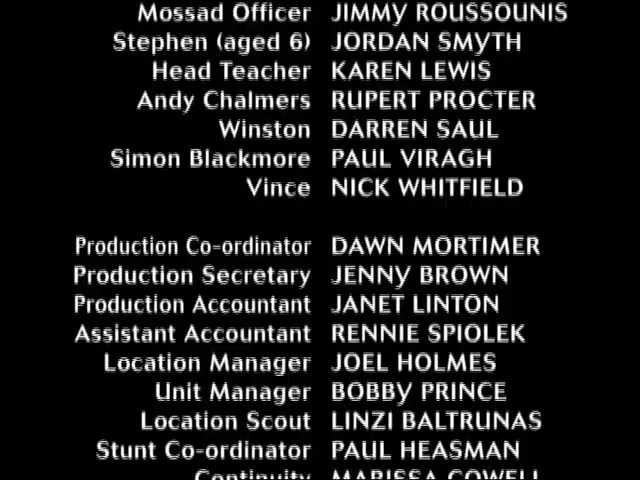 Mossad Officer JIMMY ROUSSOUNIS
Stephen (aged 6) JORDAN SMYTH
Head Teacher KAREN LEWIS
Andy Chalmers RUPERT PROCTER
Winston DARREN SAUL
Simon Blackmore PAUL VIRAGH
Vince NICK WHITFIELD
Production Co-ordinator DAWN MORTIMER
Production Secretary JENNY BROWN
Production Accountant JANET LINTON
Assistant Accountant RENNIE SPIOLEK
Location Manager JOEL HOLMES
Unit Manager BOBBY PRINCE
Location Scout LINZI BALTRUNAS
Stunt Co-ordinator PAUL HEASMAN
Continuity MARISSA COWELL